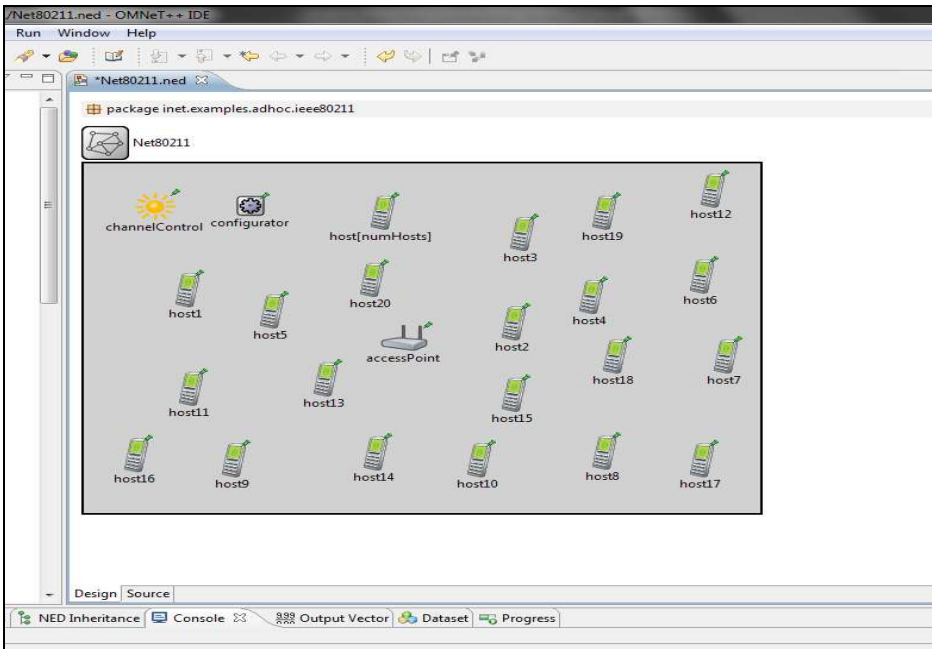 /Net80211.ned - OMNeT++ IDE
Run Window Help
*Net80211.ned
package inet.examples.adhoc.ieee80211
Net80211
channelControl configurator host[numHosts] host3 host19 host12
host1 host5 host20 host2 host4 host6
accessPoint
host11 host13 host15 host18 host7
host16 host9 host14 host10 host8 host17
Design Source
NED Inheritance Console Output Vector Dataset Progress